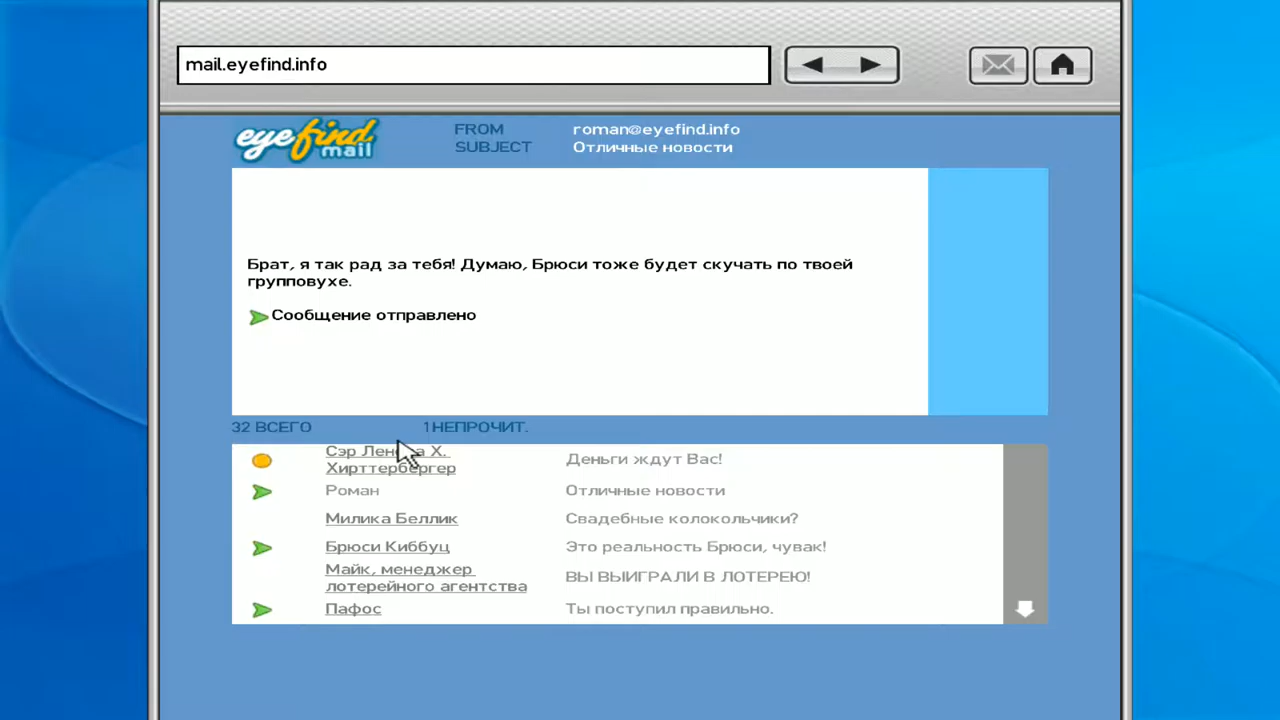 mail.eyefind.info
eyefind mail
FROM roman@eyefind.info
SUBJECT Отличные новости
Брат, я так рад за тебя! Думаю, Брюси тоже будет скучать по твоей
групповухе.
Сообщение отправлено
32 ВСЕГО 1 НЕПРОЧИТ.
Сэр Х.
Хирттербергер Деньги ждут Вас!
Роман Отличные новости
Милика Беллик Свадебные колокольчики?
Брюси Киббуц Это реальность Брюси, чувак!
Майк, менеджер
лотерейного агентства ВЫ ВЫИГРАЛИ В ЛОТЕРЕЮ!
Пафос Ты поступил правильно.